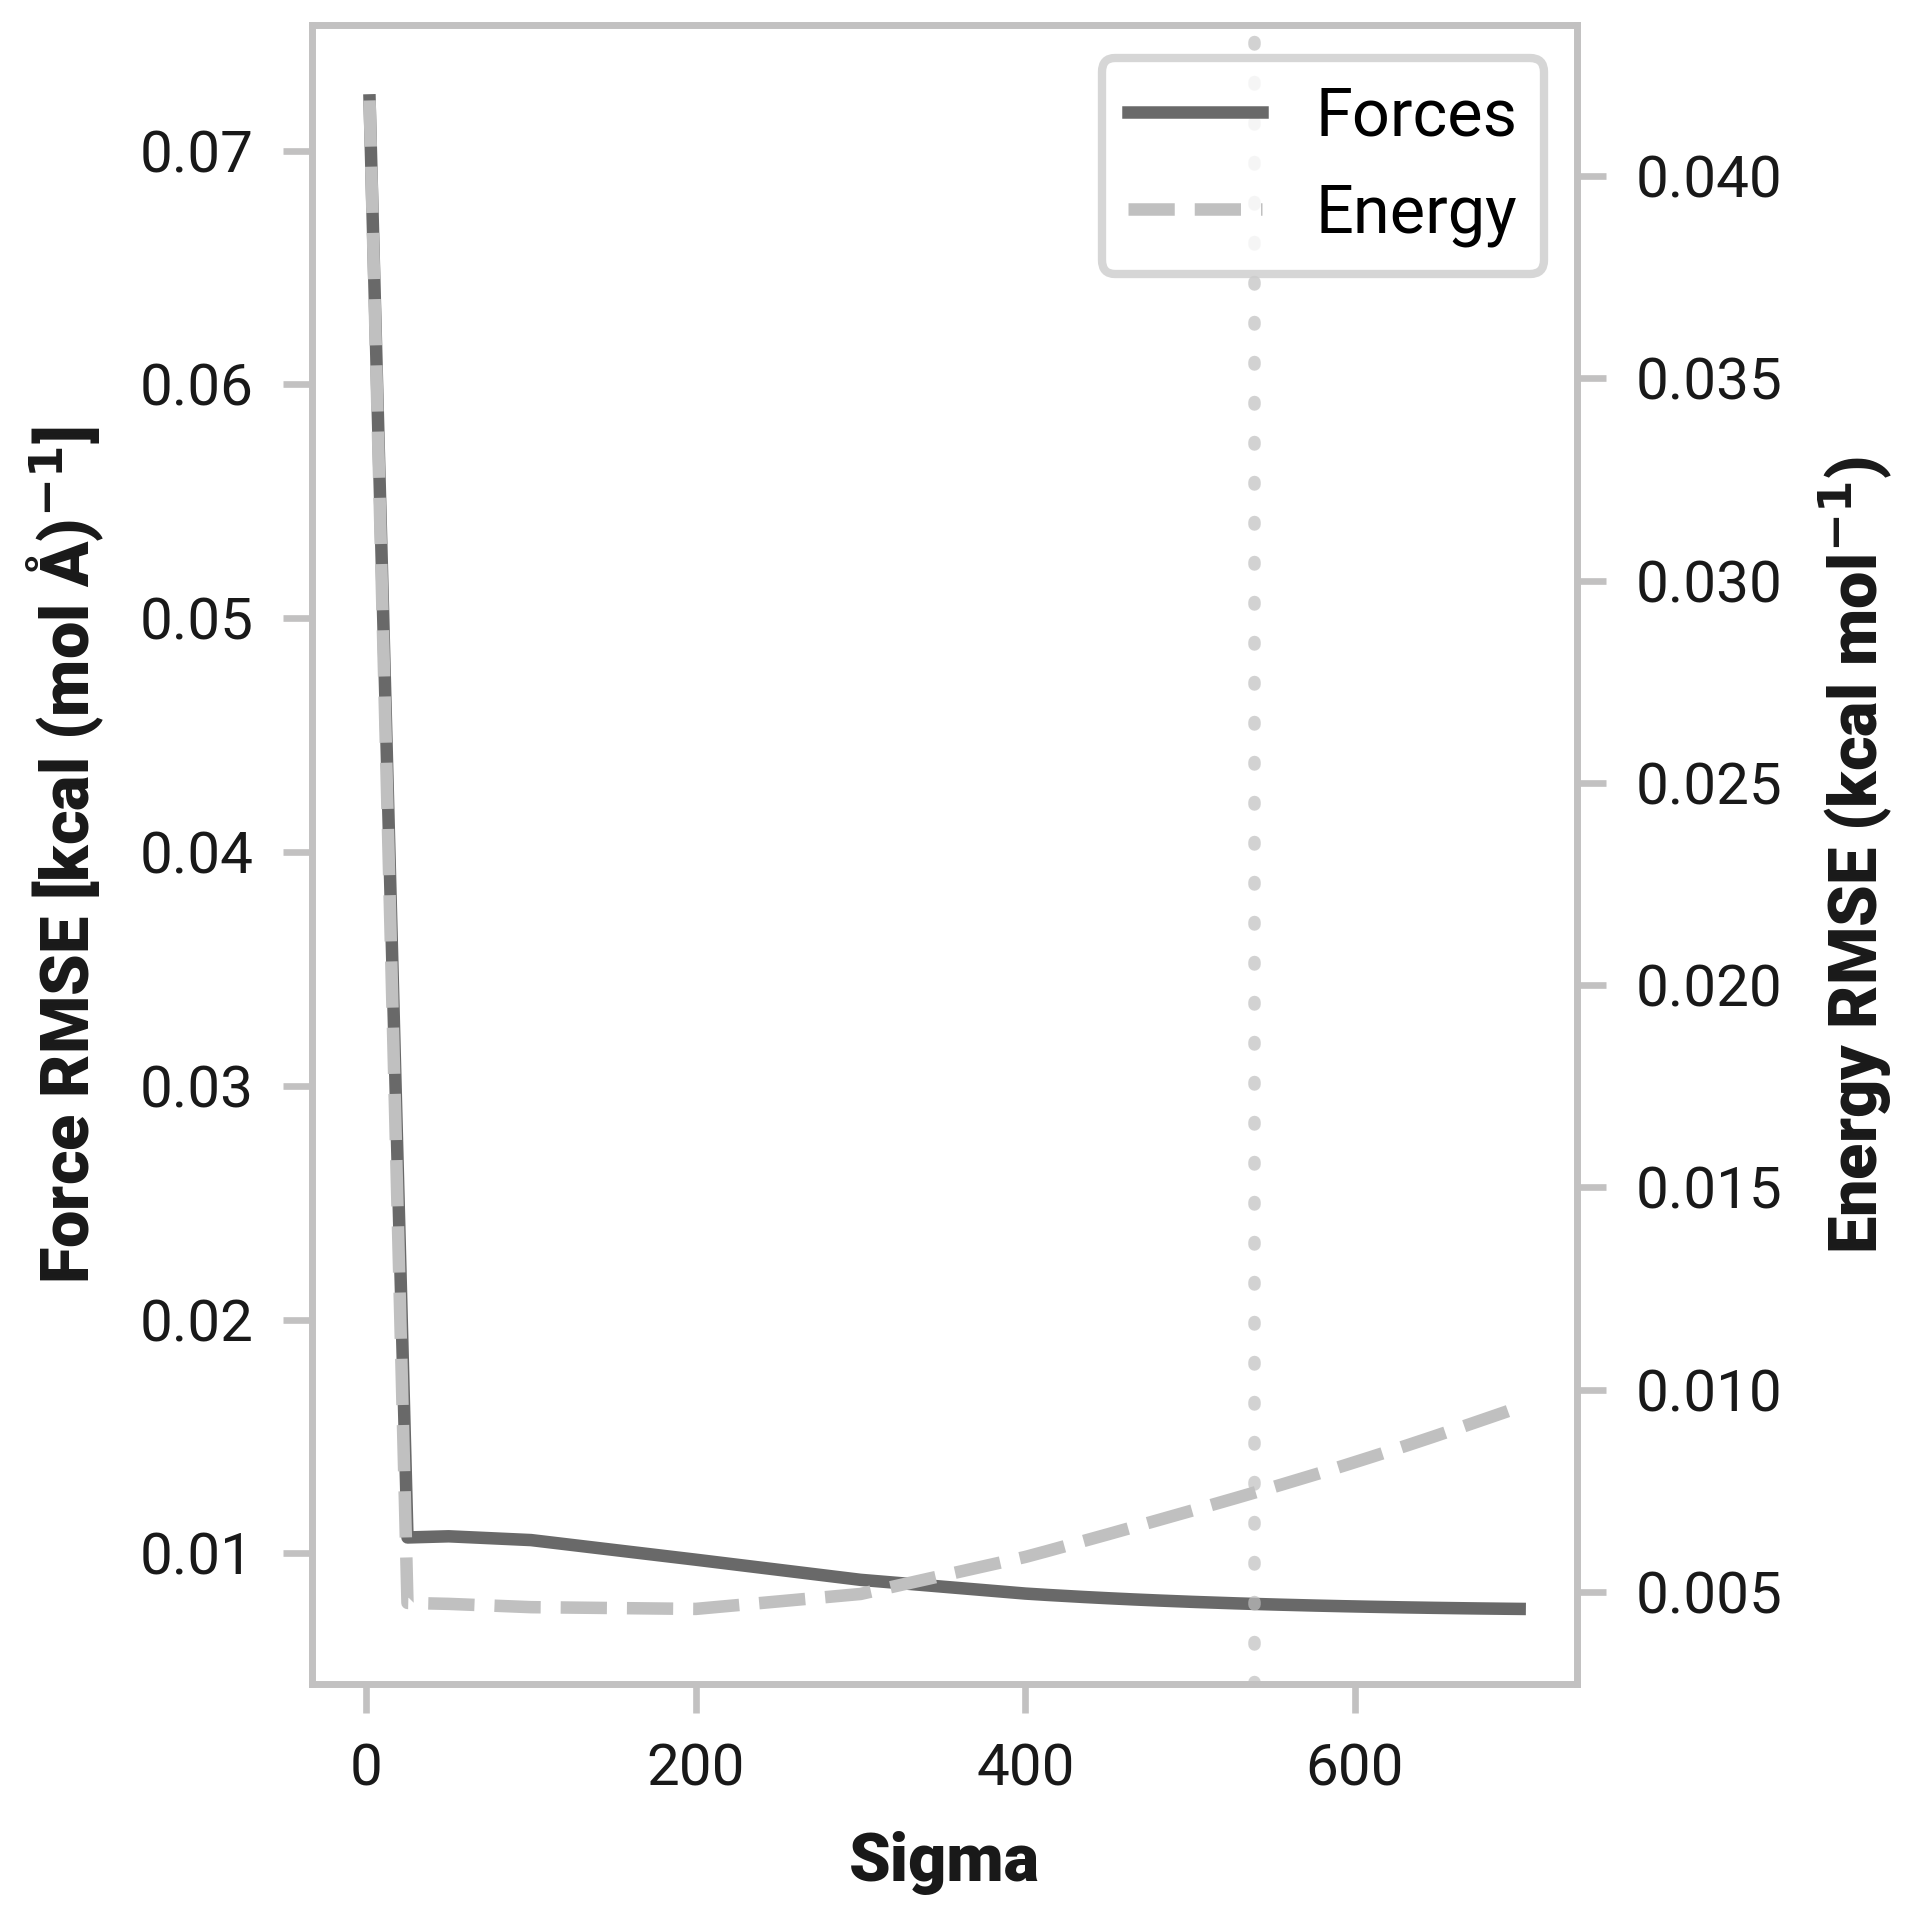 Forces
Energy
0.07
0.06
0.05
0.04
0.03
0.02
0.01
Force RMSE [kcal (mol Å)⁻¹]
0.040
0.035
0.030
0.025
0.020
0.015
0.010
0.005
Energy RMSE (kcal mol⁻¹)
0 200 400 600
Sigma